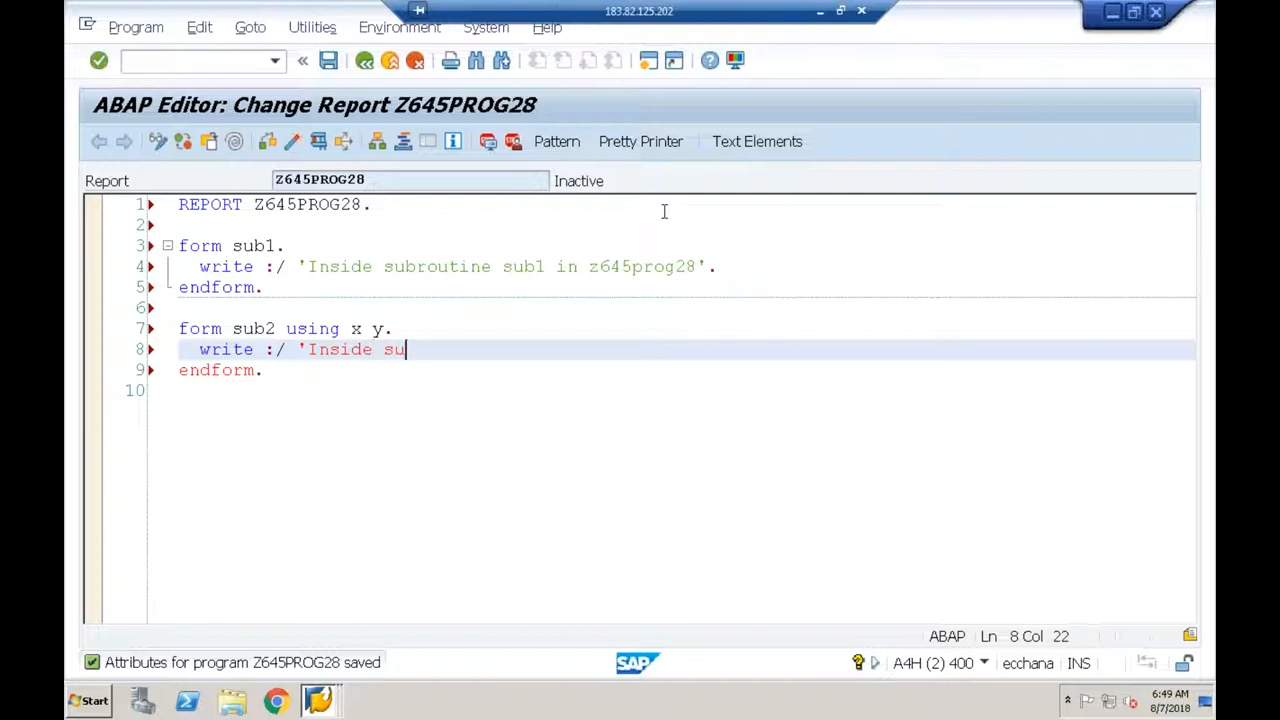 183.82.125.202
Program Edit Goto Utilities Environment System Help
ABAP Editor: Change Report Z645PROG28
Pattern Pretty Printer Text Elements
Report Z645PROG28 Inactive
1 REPORT Z645PROG28.
2
3 form sub1.
4 write :/ 'Inside subroutine sub1 in z645prog28'.
5 endform.
6
7 form sub2 using x y.
8 write :/ 'Inside su
9 endform.
10
ABAP Ln 8 Col 22
Attributes for program Z645PROG28 saved SAP A4H (2) 400 ecchana INS
Start 6:49 AM
8/7/2018